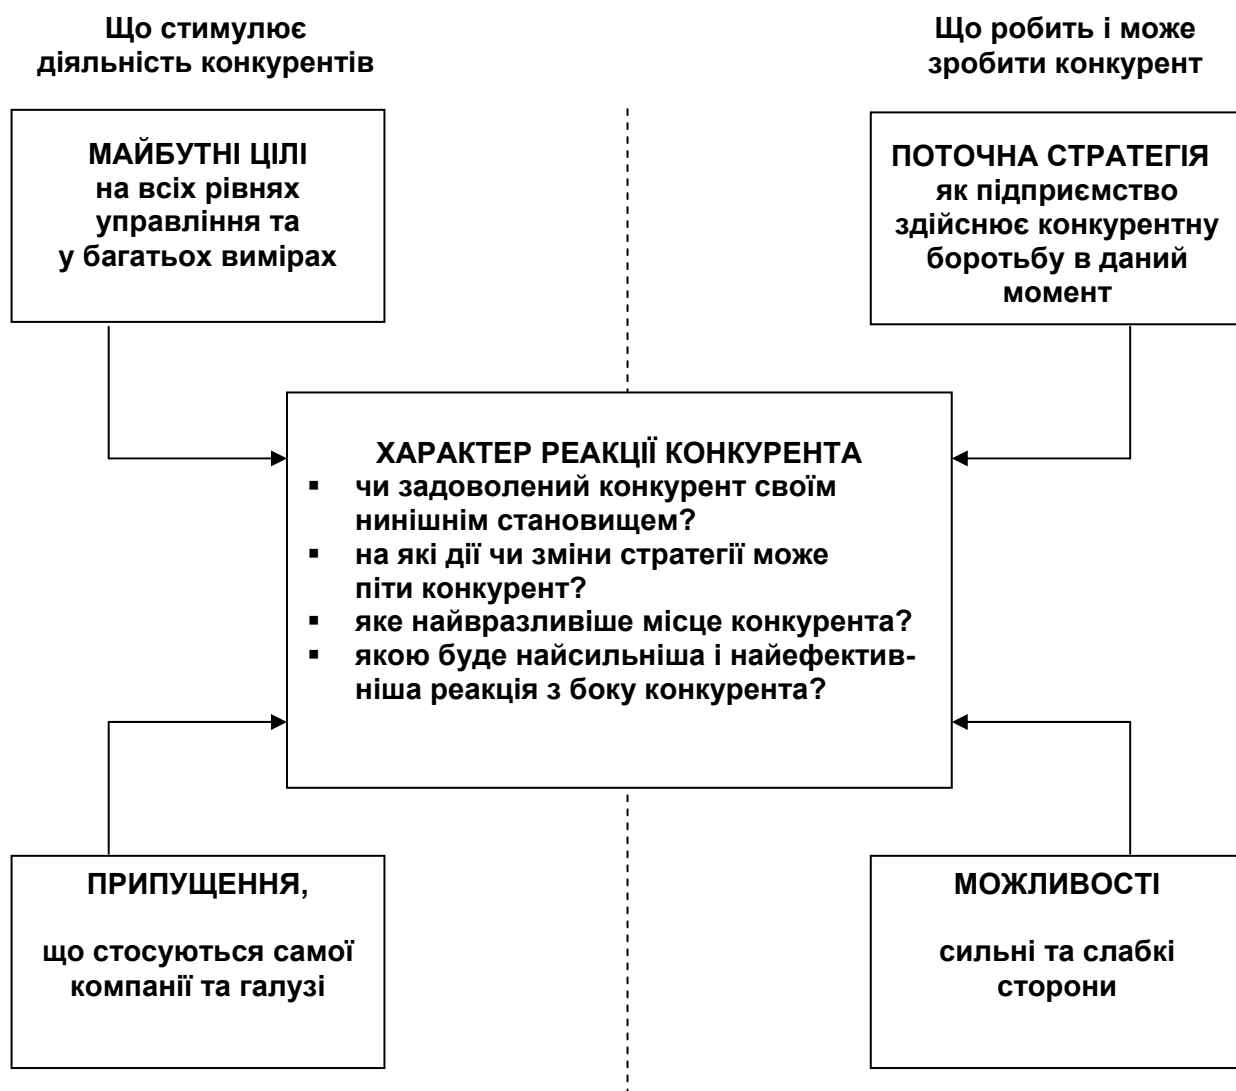 Що стимулює
діяльність конкурентів
Що робить і може
зробити конкурент
МАЙБУТНІ ЦІЛІ
на всіх рівнях
управління та
у багатьох вимірах
ПОТОЧНА СТРАТЕГІЯ
як підприємство
здійснює конкурентну
боротьбу в даний
момент
ХАРАКТЕР РЕАКЦІЇ КОНКУРЕНТА
▪ чи задоволений конкурент своїм
нинішнім становищем?
▪ на які дії чи зміни стратегії може
піти конкурент?
▪ яке найвразливіше місце конкурента?
▪ якою буде найсильніша і найефектив-
ніша реакція з боку конкурента?
ПРИПУЩЕННЯ,
що стосуються самої
компанії та галузі
МОЖЛИВОСТІ
сильні та слабкі
сторони